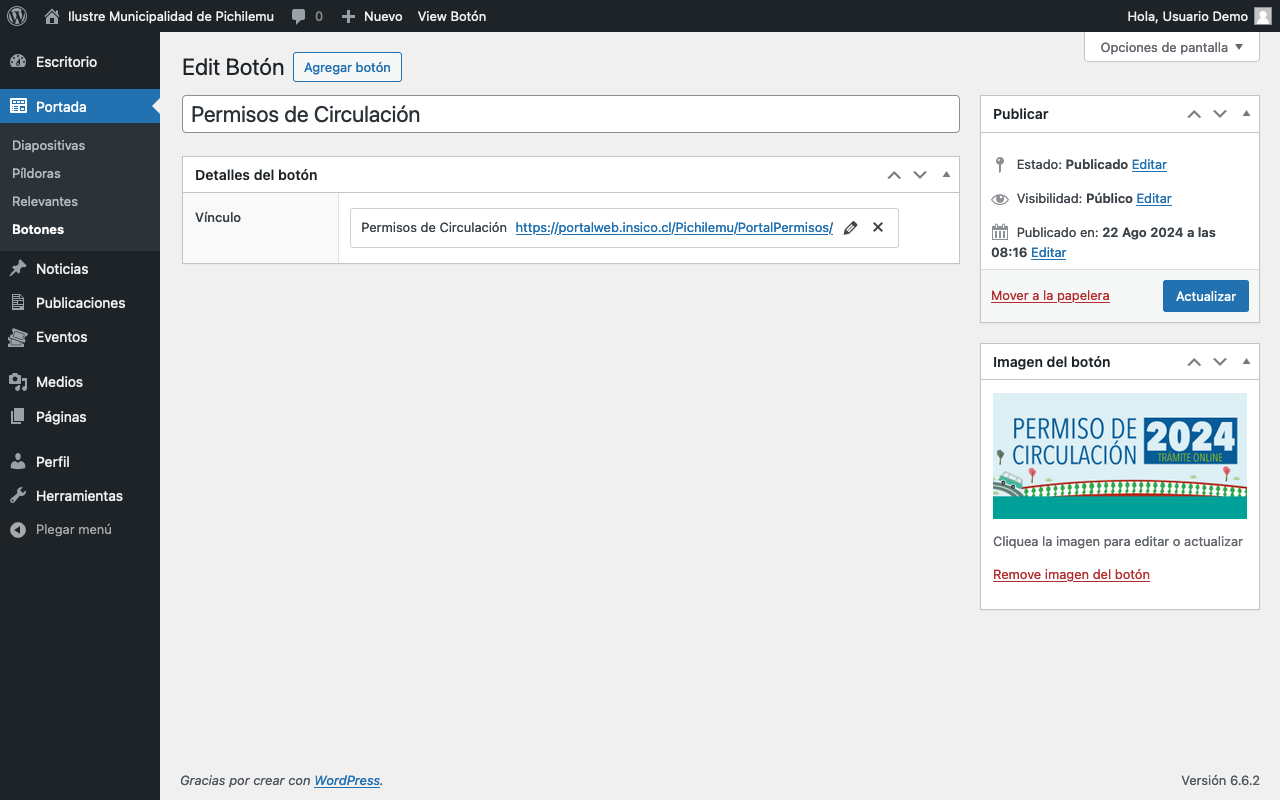 Ilustre Municipalidad de Pichilemu 0 Nuevo View Botón Hola, Usuario Demo
Opciones de pantalla
Escritorio
Portada
Diapositivas
Píldoras
Relevantes
Botones
Noticias
Publicaciones
Eventos
Medios
Páginas
Perfil
Herramientas
Plegar menú
Edit Botón Agregar botón
Permisos de Circulación
Detalles del botón
Vínculo
Permisos de Circulación https://portalweb.insico.cl/Pichilemu/PortalPermisos/
Publicar
Estado: Publicado Editar
Visibilidad: Público Editar
Publicado en: 22 Ago 2024 a las
08:16 Editar
Mover a la papelera Actualizar
Imagen del botón
PERMISO DE
CIRCULACIÓN
2024
TRÁMITE ONLINE
Cliquea la imagen para editar o actualizar
Remove imagen del botón
Gracias por crear con WordPress. Versión 6.6.2